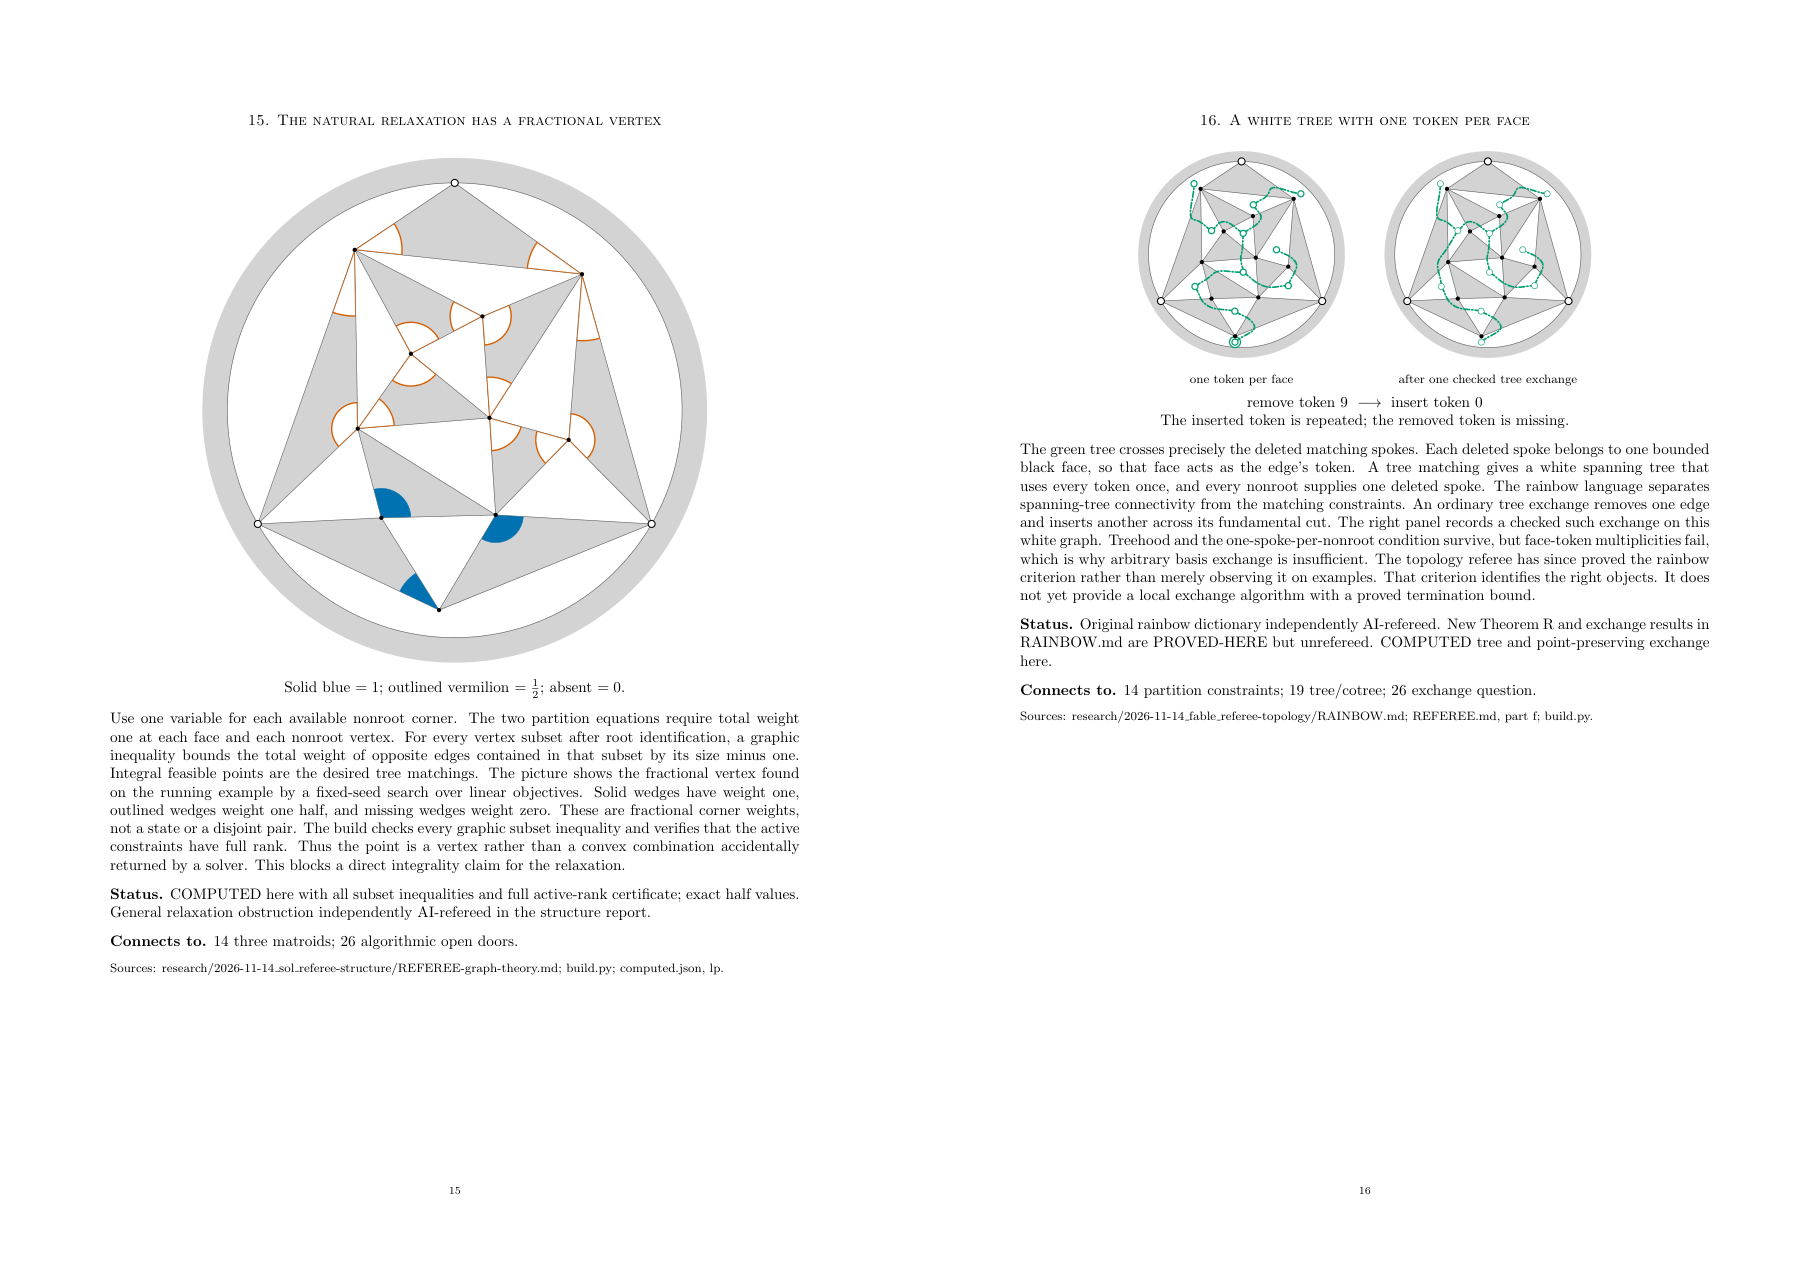 15. The natural relaxation has a fractional vertex
Solid blue = 1; outlined vermilion = 1/2; absent = 0.
Use one variable for each available nonroot corner. The two partition equations require total weight
one at each face and each nonroot vertex. For every vertex subset after root identification, a graphic
inequality bounds the total weight of opposite edges contained in that subset by its size minus one.
Integral feasible points are the desired tree matchings. The picture shows the fractional vertex found
on the running example by a fixed-seed search over linear objectives. Solid wedges have weight one,
outlined wedges weight one half, and missing wedges weight zero. These are fractional corner weights,
not a state or a disjoint pair. The build checks every graphic subset inequality and verifies that the active
constraints have full rank. Thus the point is a vertex rather than a convex combination accidentally
returned by a solver. This blocks a direct integrality claim for the relaxation.
Status. COMPUTED here with all subset inequalities and full active-rank certificate; exact half values.
General relaxation obstruction independently AI-refereed in the structure report.
Connects to. 14 three matroids; 26 algorithmic open doors.
Sources: research/2026-11-14_sol_referee-structure/REFEREE-graph-theory.md; build.py; computed.json, lp.
15
16. A white tree with one token per face
one token per face
after one checked tree exchange
remove token 9 ⟶ insert token 0
The inserted token is repeated; the removed token is missing.
The green tree crosses precisely the deleted matching spokes. Each deleted spoke belongs to one bounded
black face, so that face acts as the edge's token. A tree matching gives a white spanning tree that
uses every token once, and every nonroot supplies one deleted spoke. The rainbow language separates
spanning-tree connectivity from the matching constraints. An ordinary tree exchange removes one edge
and inserts another across its fundamental cut. The right panel records a checked such exchange on this
white graph. Treehood and the one-spoke-per-nonroot condition survive, but face-token multiplicities fail,
which is why arbitrary basis exchange is insufficient. The topology referee has since proved the rainbow
criterion rather than merely observing it on examples. That criterion identifies the right objects. It does
not yet provide a local exchange algorithm with a proved termination bound.
Status. Original rainbow dictionary independently AI-refereed. New Theorem R and exchange results in
RAINBOW.md are PROVED-HERE but unrefereed. COMPUTED tree and point-preserving exchange
here.
Connects to. 14 partition constraints; 19 tree/cotree; 26 exchange question.
Sources: research/2026-11-14_fable_referee-topology/RAINBOW.md; REFEREE.md, part f; build.py.
16